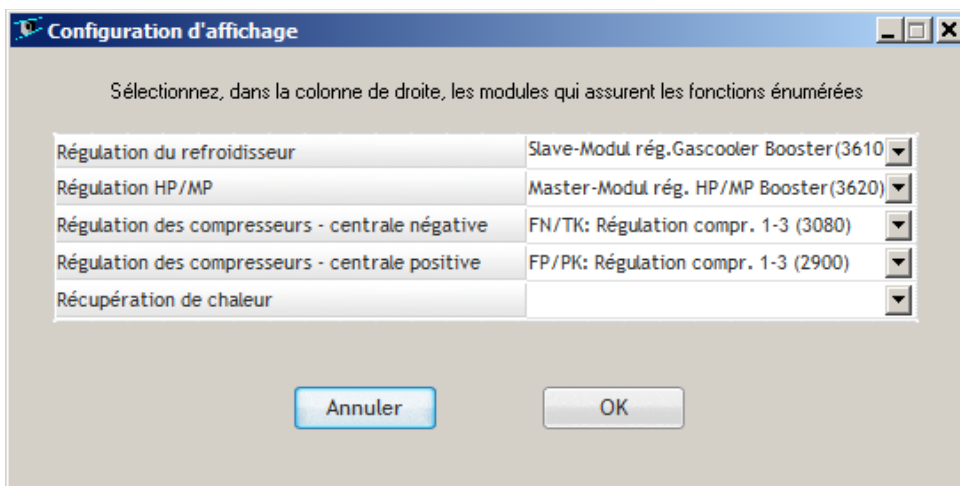 Configuration d'affichage
Sélectionnez, dans la colonne de droite, les modules qui assurent les fonctions énumérées
Régulation du refroidisseur Slave-Modul rég.Gascooler Booster(3610
Régulation HP/MP Master-Modul rég. HP/MP Booster(3620)
Régulation des compresseurs - centrale négative FN/TK: Régulation compr. 1-3 (3080)
Régulation des compresseurs - centrale positive FP/PK: Régulation compr. 1-3 (2900)
Récupération de chaleur
Annuler OK